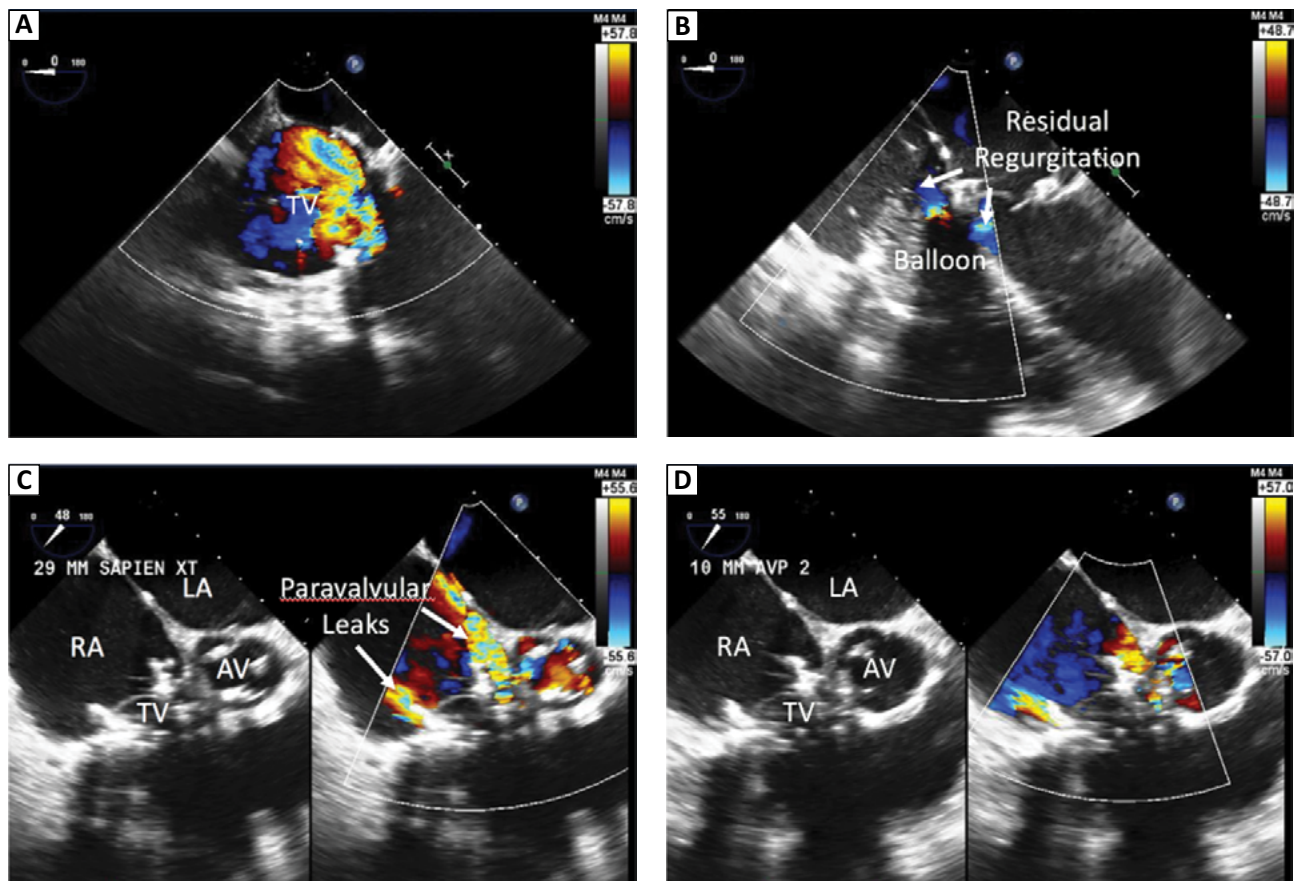 A
M4 M4
+57.8
0
0 180
P
TV
-57.8
cm/s
B
M4 M4
+48.7
0
0 180
P
Residual
Regurgitation
Balloon
-48.7
cm/s
C
M4 M4
+55.6
48
0 180
P
29 MM SAPIEN XT
LA
Paravalvular
Leaks
RA
AV
TV
-55.6
cm/s
D
M4 M4
+57.0
55
0 180
P
10 MM AVP 2
LA
RA
AV
TV
-57.0
cm/s